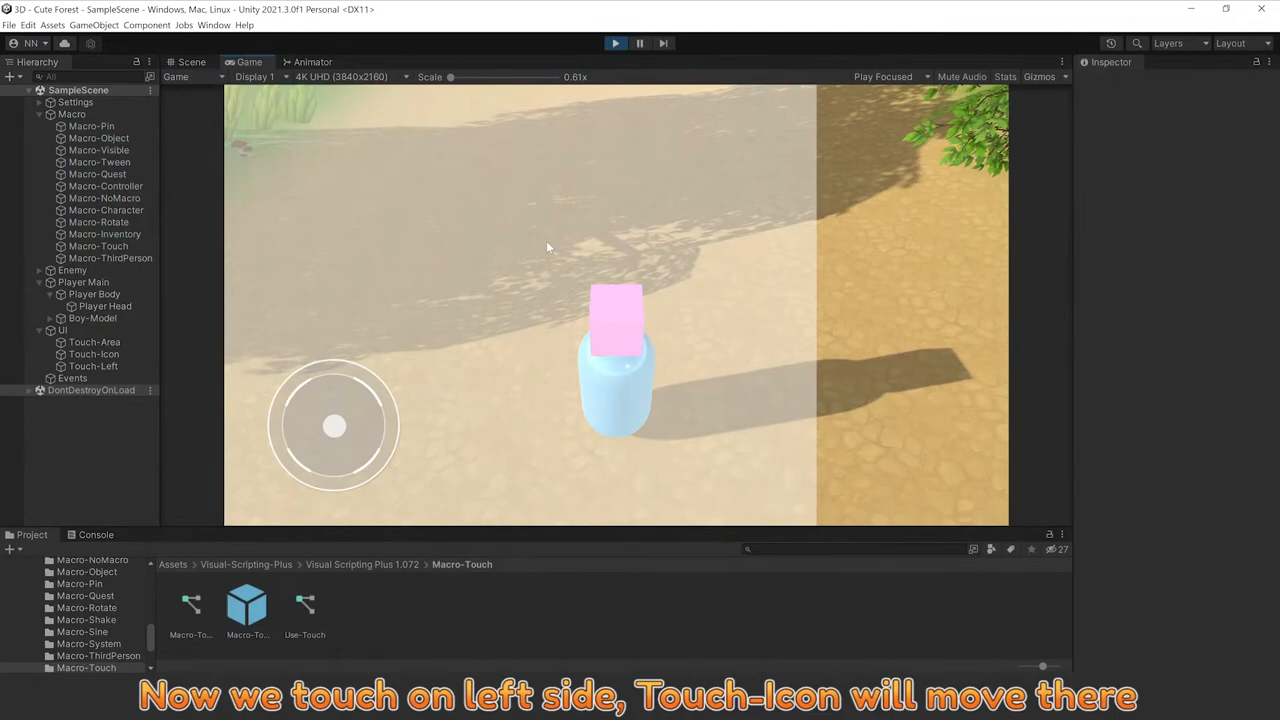 3D - Cute Forest - SampleScene - Windows, Mac, Linux - Unity 2021.3.0f1 Personal <DX11>
File Edit Assets GameObject Component Jobs Window Help
NN Layers Layout
Hierarchy
All
SampleScene
Settings
Macro
Macro-Pin
Macro-Object
Macro-Visible
Macro-Tween
Macro-Quest
Macro-Controller
Macro-NoMacro
Macro-Character
Macro-Rotate
Macro-Inventory
Macro-Touch
Macro-ThirdPerson
Enemy
Player Main
Player Body
Player Head
Boy-Model
UI
Touch-Area
Touch-Icon
Touch-Left
Events
DontDestroyOnLoad
Scene Game Animator
Game Display 1 4K UHD (3840x2160) Scale 0.61x Play Focused Mute Audio Stats Gizmos
Inspector
Project Console
27
Macro-NoMacro
Macro-Object
Macro-Pin
Macro-Quest
Macro-Rotate
Macro-Shake
Macro-Sine
Macro-System
Macro-ThirdPerson
Macro-Touch
Assets Visual-Scripting-Plus Visual Scripting Plus 1.072 Macro-Touch
Macro-To... Macro-To... Use-Touch
Now we touch on left side, Touch-Icon will move there